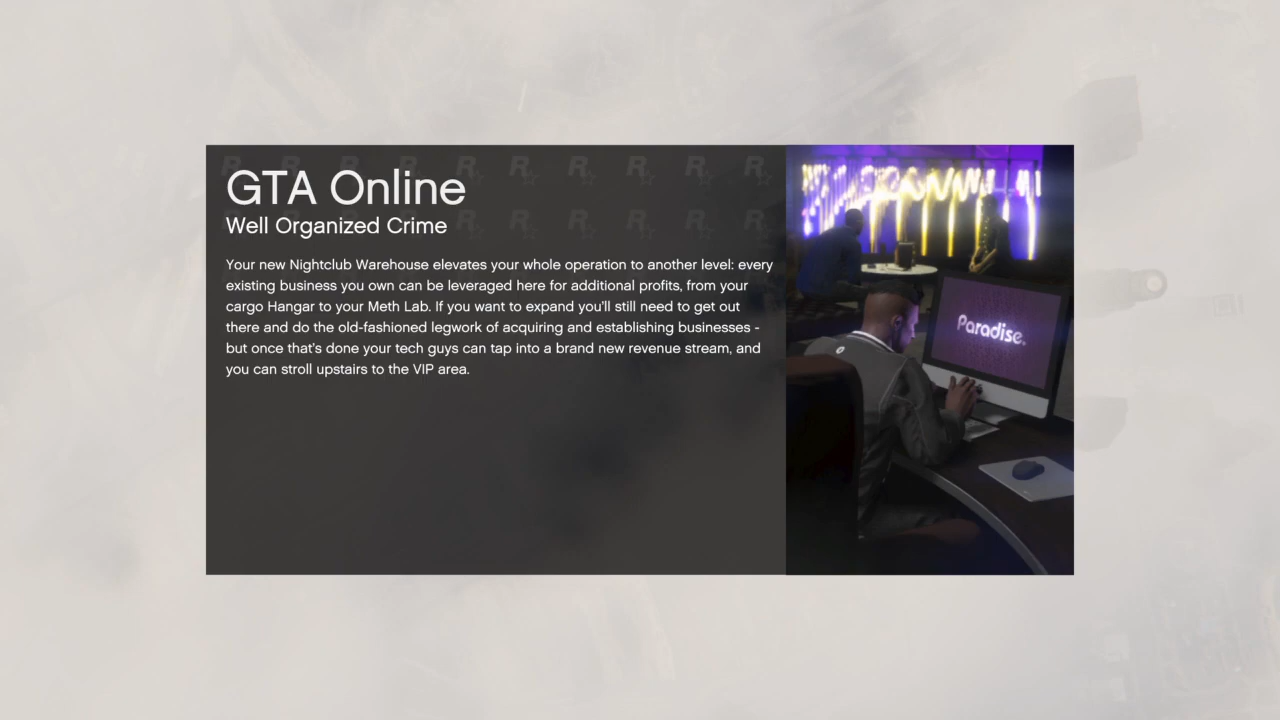 GTA Online
Well Organized Crime
Your new Nightclub Warehouse elevates your whole operation to another level: every
existing business you own can be leveraged here for additional profits, from your
cargo Hangar to your Meth Lab. If you want to expand you'll still need to get out
there and do the old-fashioned legwork of acquiring and establishing businesses -
but once that's done your tech guys can tap into a brand new revenue stream, and
you can stroll upstairs to the VIP area.
Paradise.